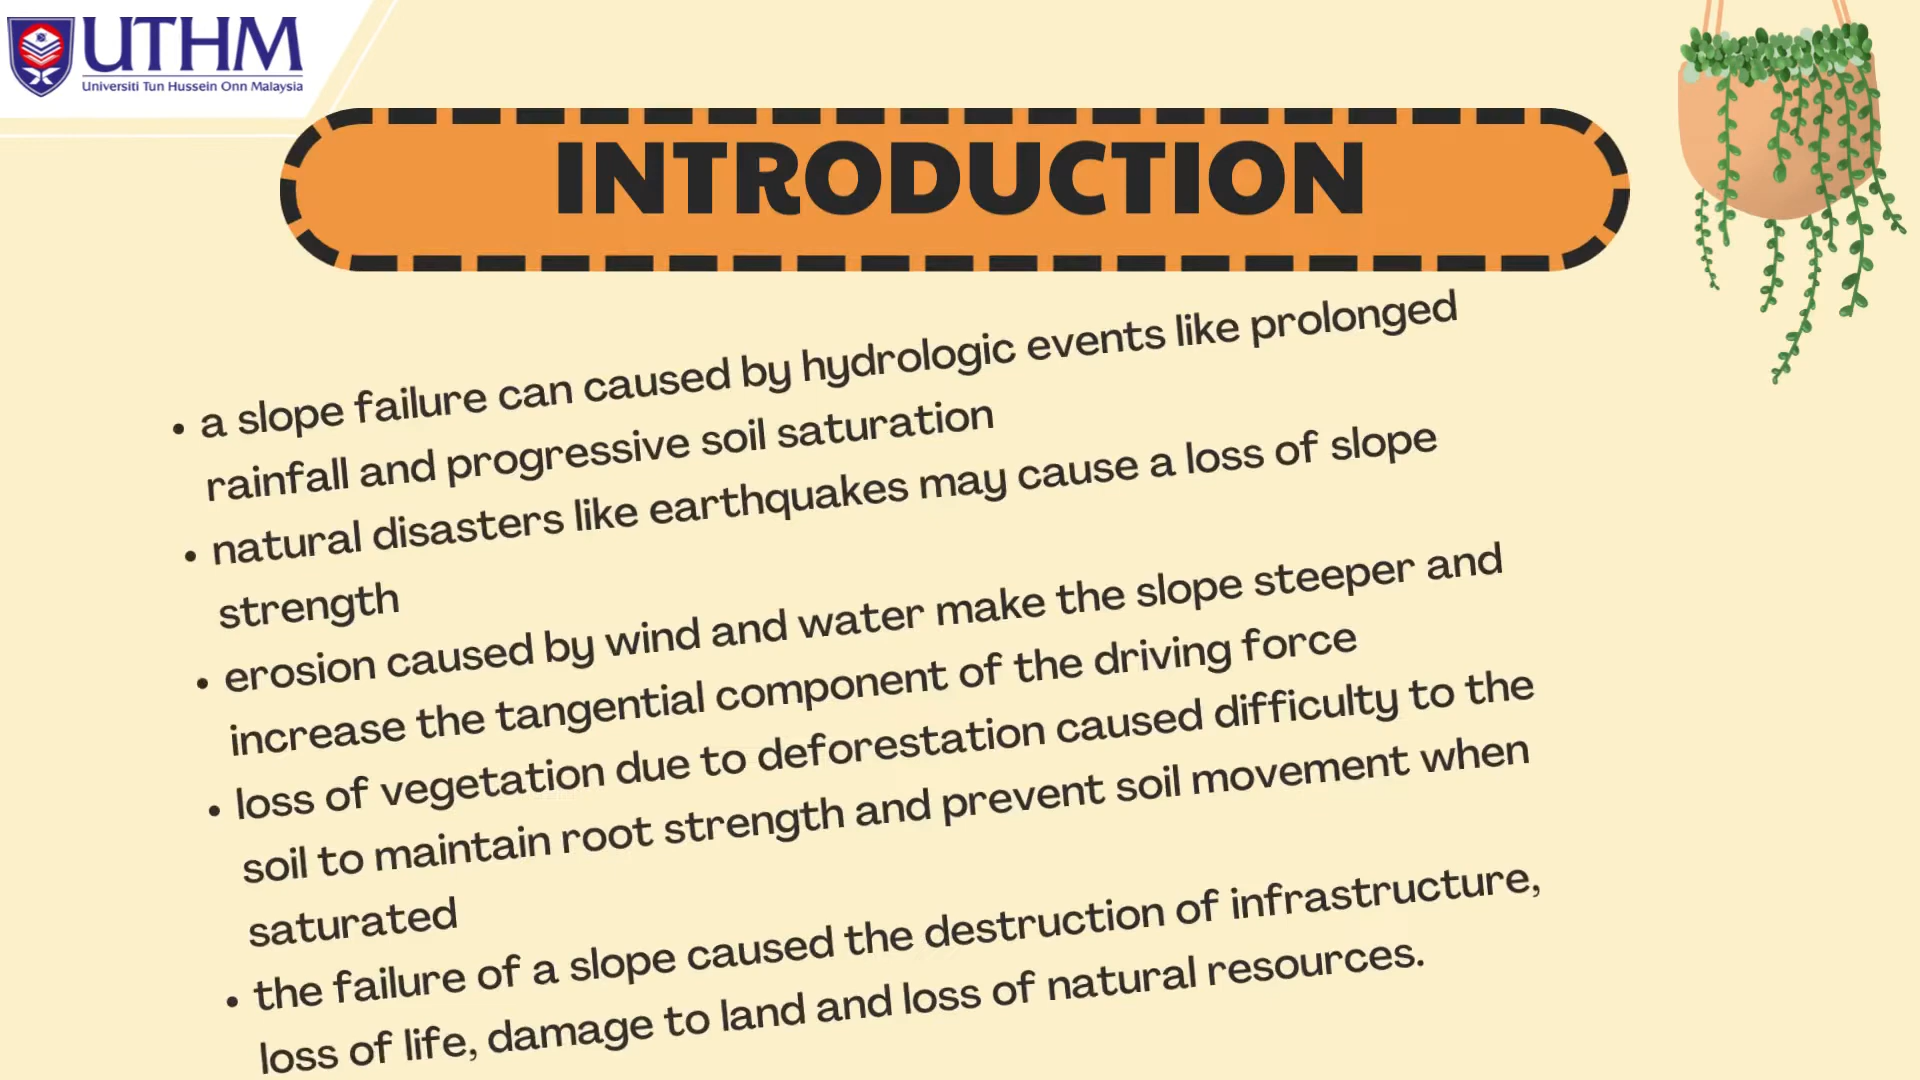 UTHM
Universiti Tun Hussein Onn Malaysia
INTRODUCTION
• a slope failure can caused by hydrologic events like prolonged
rainfall and progressive soil saturation
• natural disasters like earthquakes may cause a loss of slope
strength
• erosion caused by wind and water make the slope steeper and
increase the tangential component of the driving force
• loss of vegetation due to deforestation caused difficulty to the
soil to maintain root strength and prevent soil movement when
saturated
• the failure of a slope caused the destruction of infrastructure,
loss of life, damage to land and loss of natural resources.